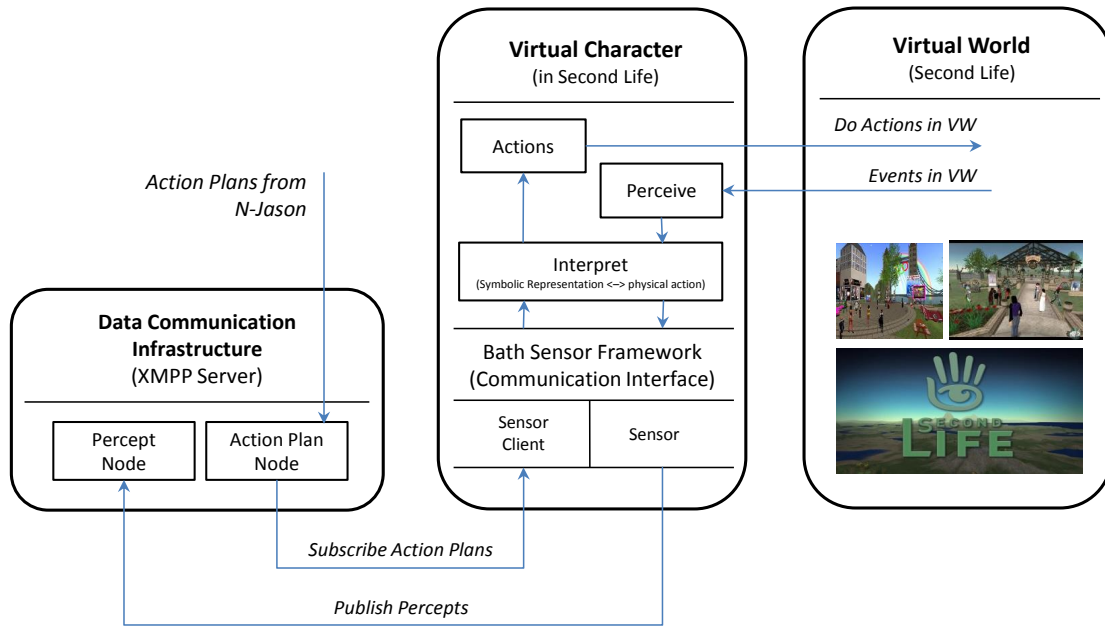 Virtual Character
(in Second Life)
Virtual World
(Second Life)
Actions
Do Actions in VW
Perceive
Events in VW
Action Plans from
N-Jason
Interpret
(Symbolic Representation <–> physical action)
Data Communication
Infrastructure
(XMPP Server)
Bath Sensor Framework
(Communication Interface)
Percept
Node
Action Plan
Node
Sensor
Client
Sensor
SECOND
LIFE
Subscribe Action Plans
Publish Percepts